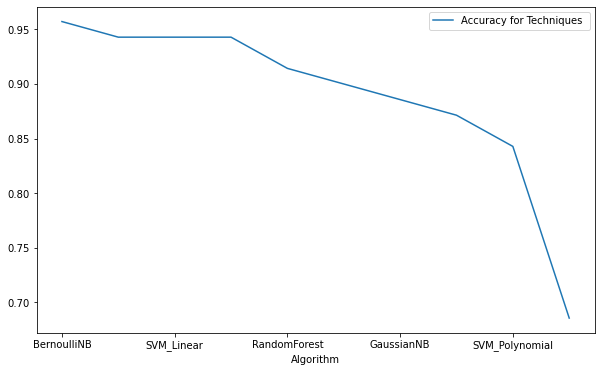 Accuracy for Techniques
0.95
0.90
0.85
0.80
0.75
0.70
BernoulliNB SVM_Linear RandomForest GaussianNB SVM_Polynomial
Algorithm